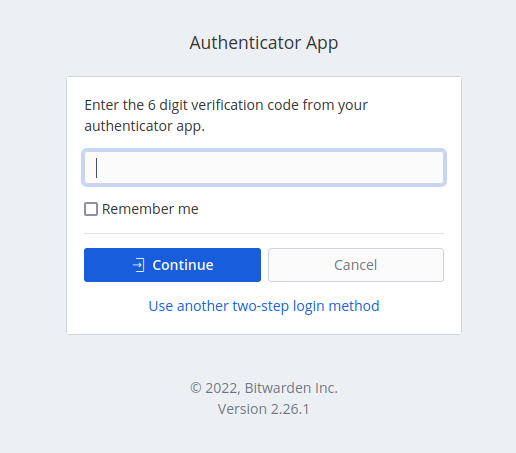 Authenticator App
Enter the 6 digit verification code from your
authenticator app.
Remember me
Continue
Cancel
Use another two-step login method
© 2022, Bitwarden Inc.
Version 2.26.1